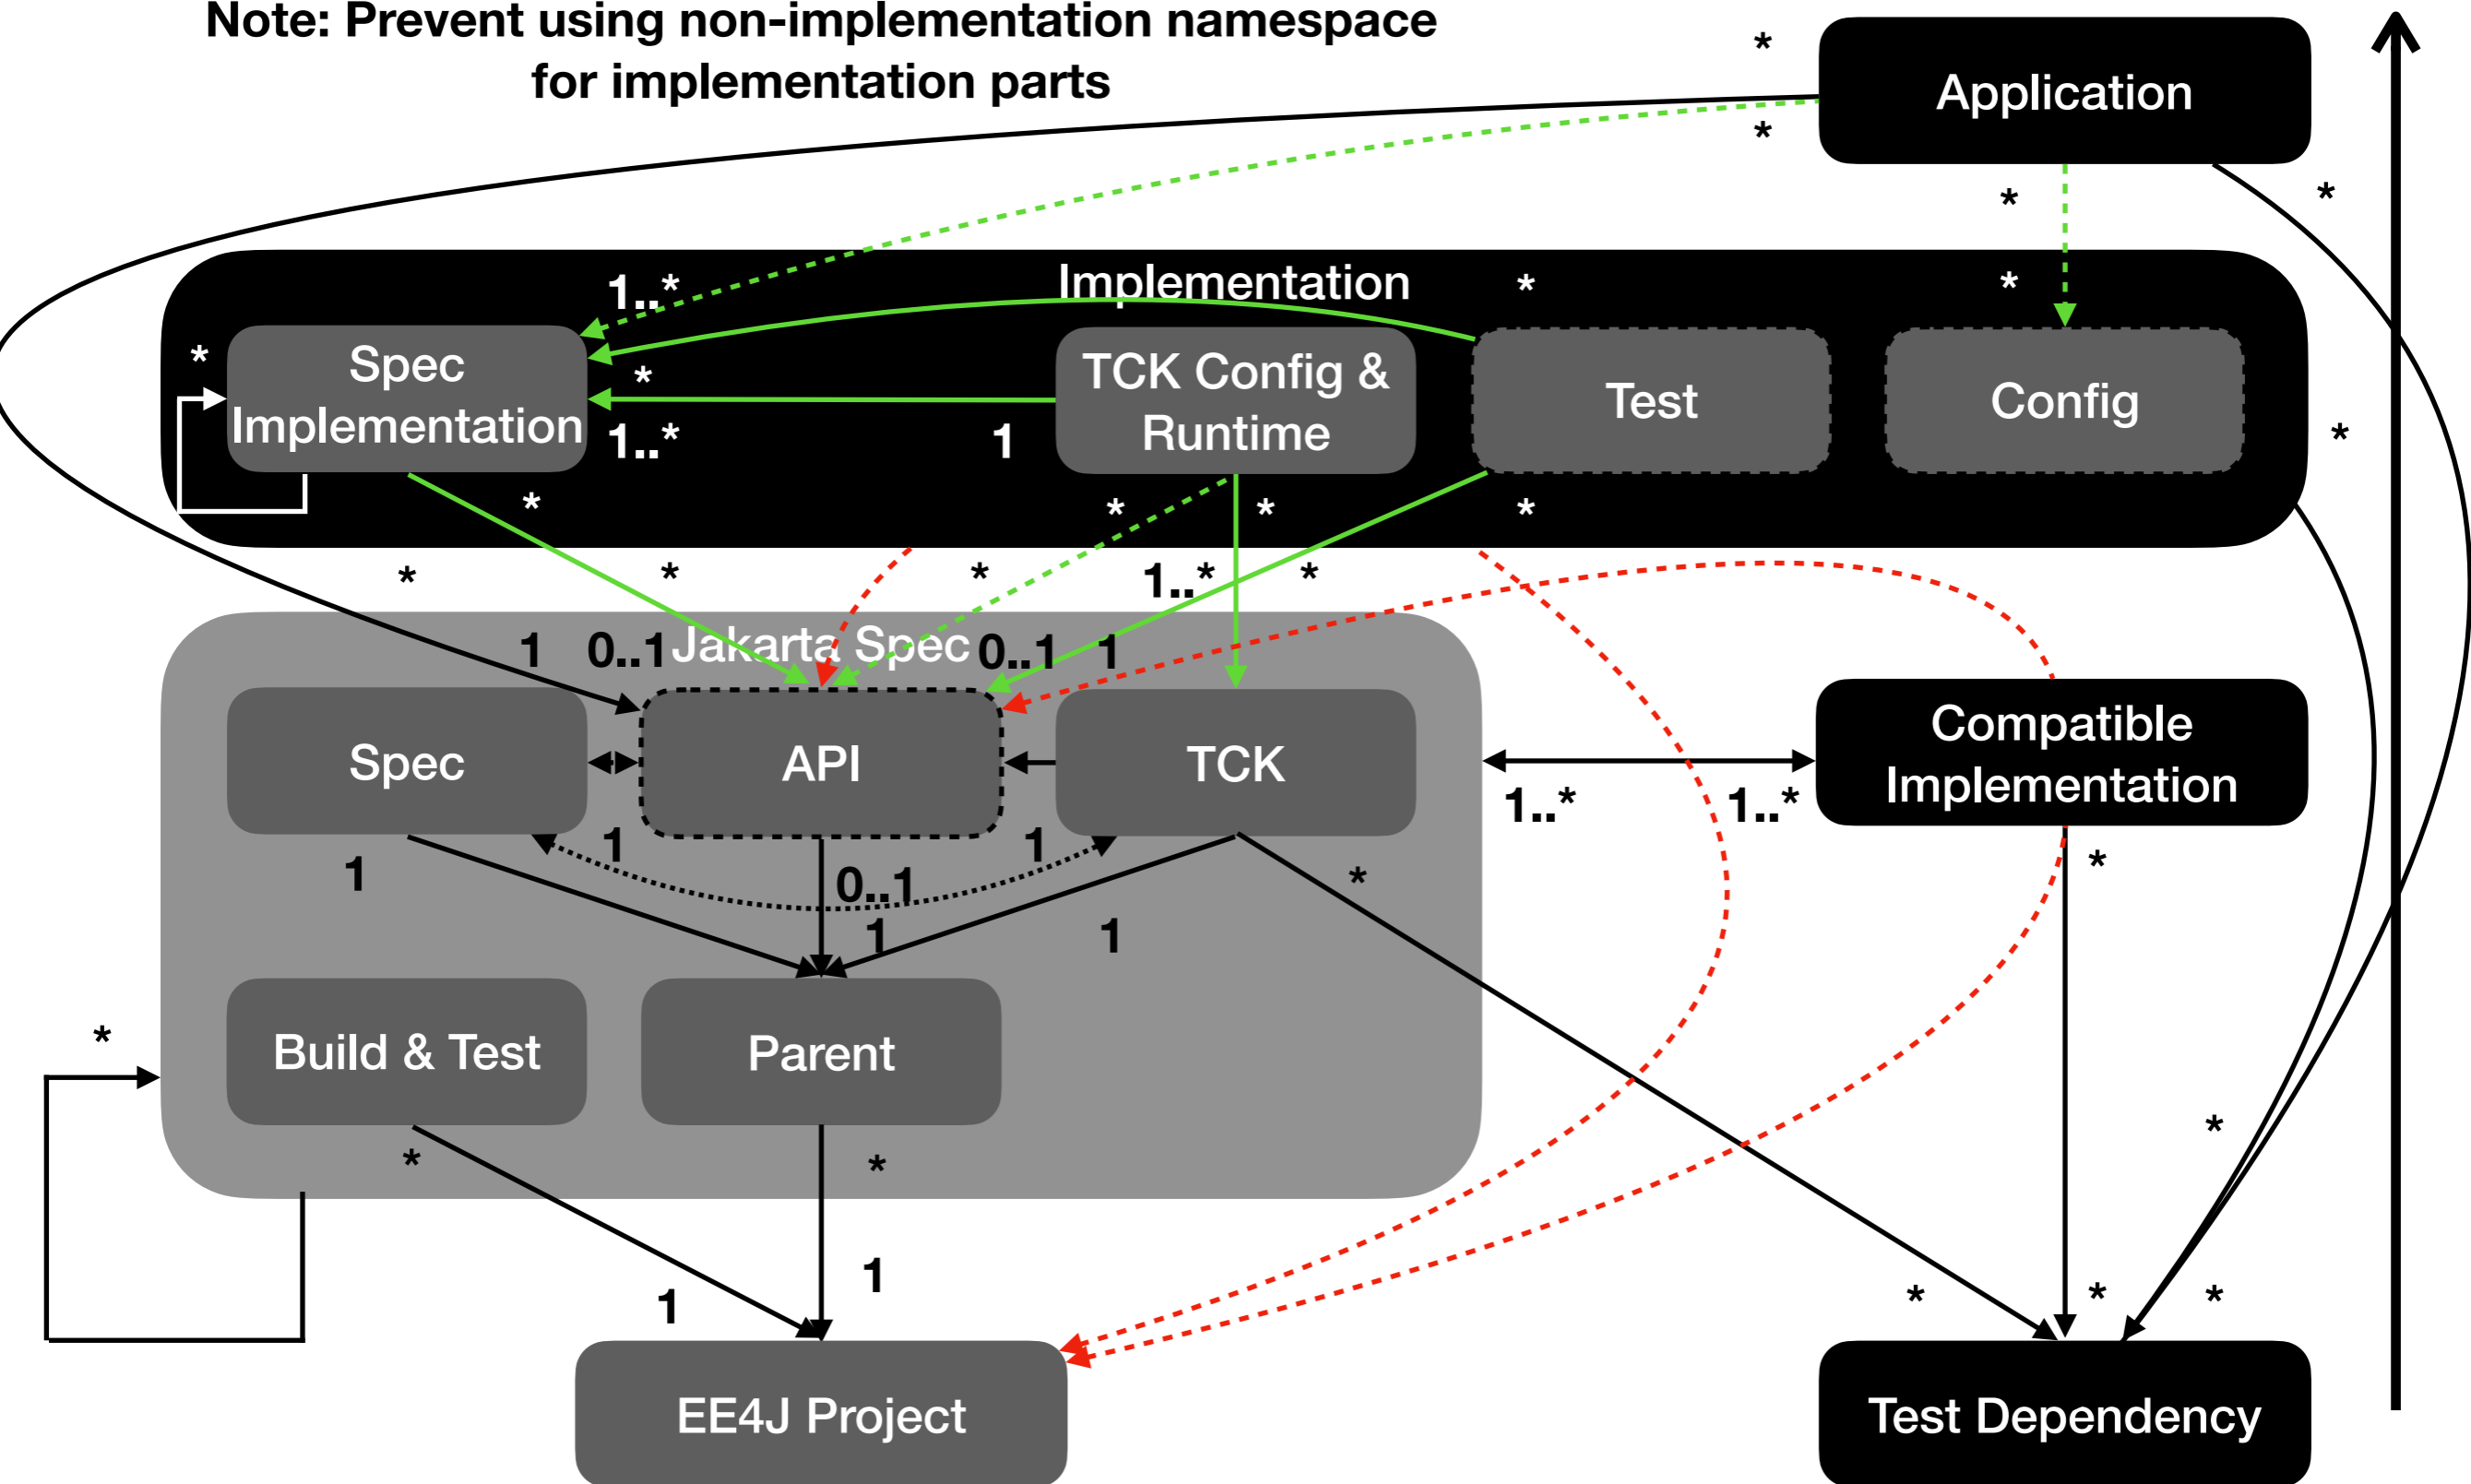 Note: Prevent using non-implementation namespace
for implementation parts
*
Application
*
*
*
Implementation
1..*
*
*
*
Spec
Implementation
*
TCK Config &
Runtime
Test
Config
1..*
1
*
*
*
*
*
*
*
*
1..*
*
1
0..1
Jakarta Spec
0..1
1
Spec
API
TCK
Compatible
Implementation
1..*
1..*
1
1
1
0..1
*
*
1
1
*
Build & Test
Parent
*
*
*
1
1
*
*
*
EE4J Project
Test Dependency